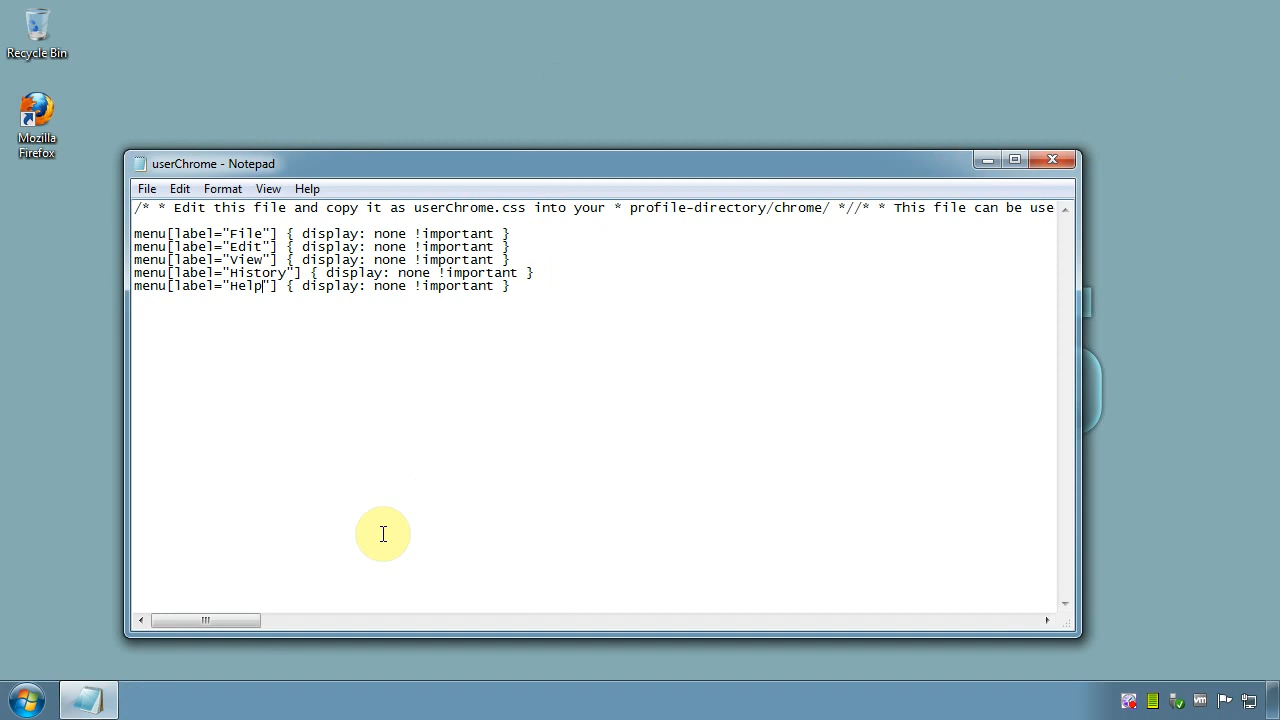 Recycle Bin
Mozilla
Firefox
userChrome - Notepad
File Edit Format View Help
/* * Edit this file and copy it as userChrome.css into your * profile-directory/chrome/ *//* * This file can be use
menu[label="File"] { display: none !important }
menu[label="Edit"] { display: none !important }
menu[label="View"] { display: none !important }
menu[label="History"] { display: none !important }
menu[label="Help"] { display: none !important }
vm